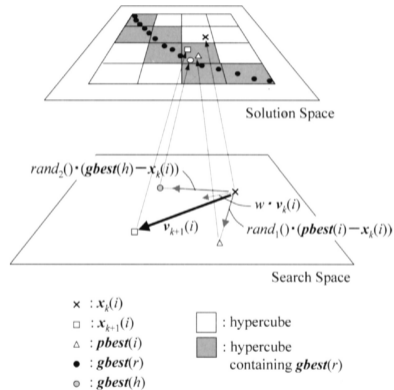 Solution Space
rand₂()·(gbest(h)−xₖ(i))
w·vₖ(i)
vₖ₊₁(i)
rand₁()·(pbest(i)−xₖ(i))
Search Space
× : xₖ(i)
□ : xₖ₊₁(i)
△ : pbest(i)
● : gbest(r)
◎ : gbest(h)
: hypercube
: hypercube
containing gbest(r)